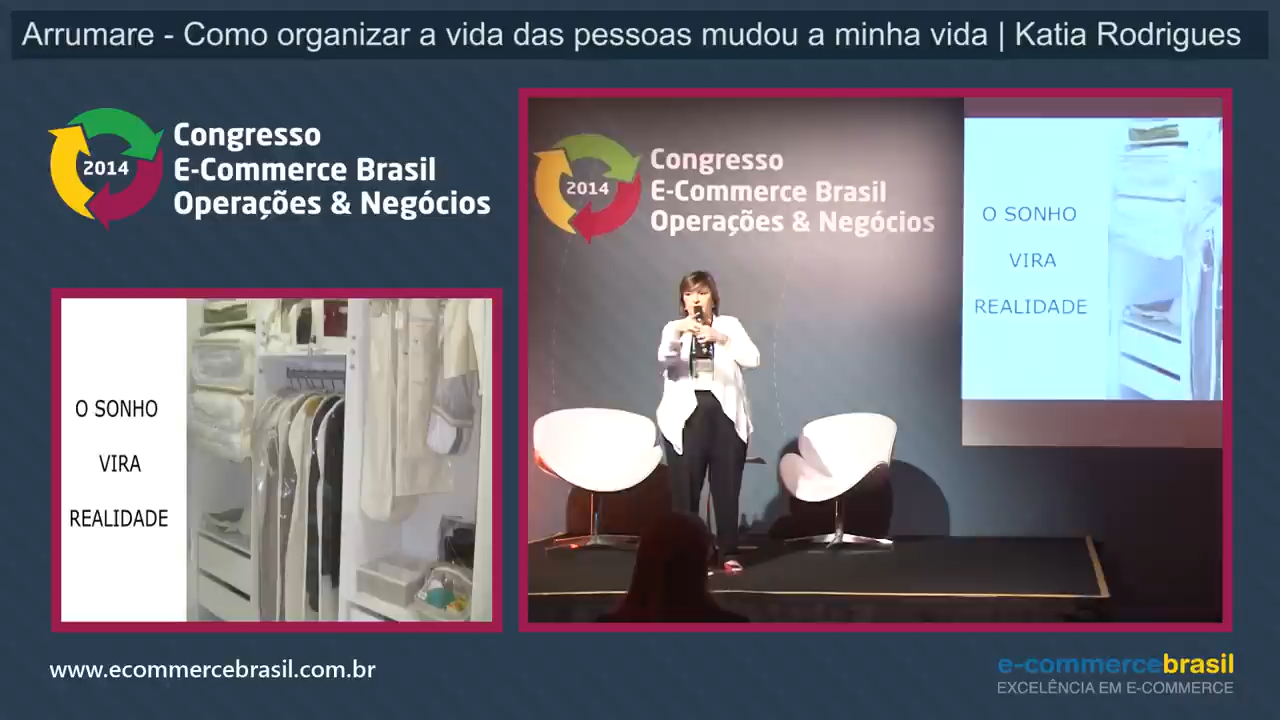 Arrumare - Como organizar a vida das pessoas mudou a minha vida | Katia Rodrigues
2014
Congresso
E-Commerce Brasil
Operações & Negócios
2014
Congresso
E-Commerce Brasil
Operações & Negócios
O SONHO
VIRA
REALIDADE
O SONHO
VIRA
REALIDADE
www.ecommercebrasil.com.br
e-commercebrasil
EXCELÊNCIA EM E-COMMERCE